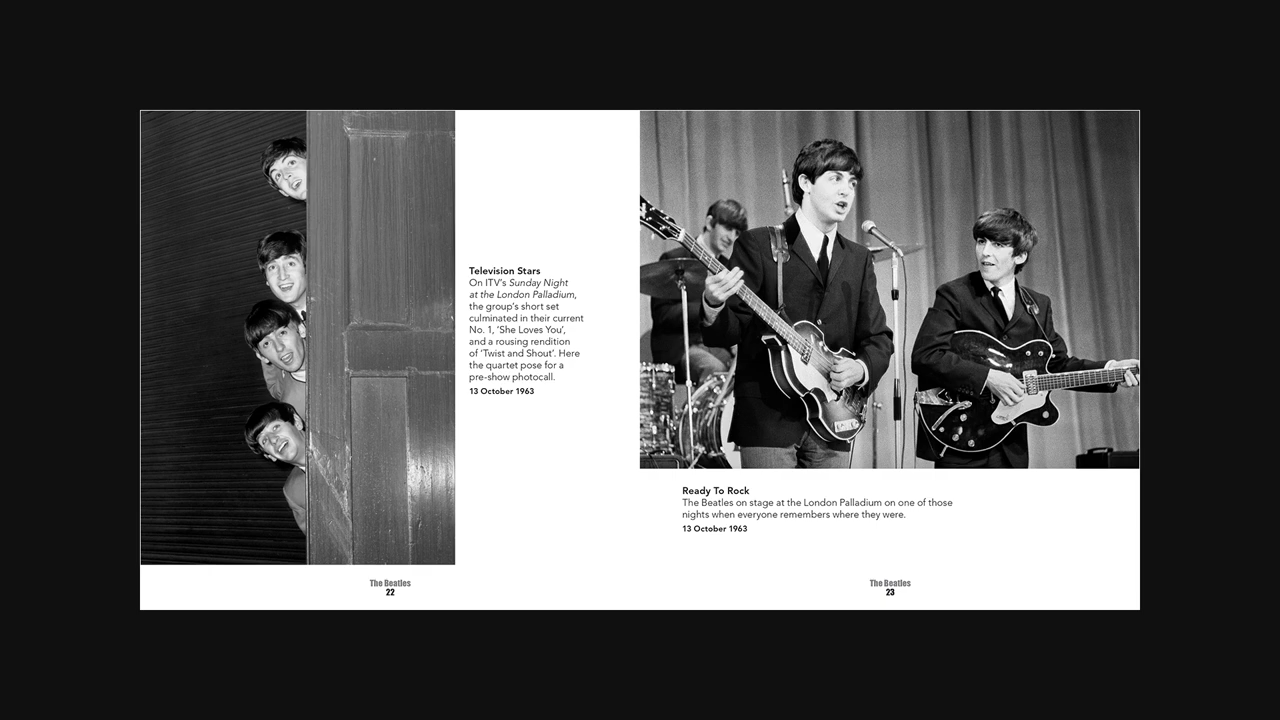 Television Stars
On ITV's Sunday Night
at the London Palladium,
the group's short set
culminated in their current
No. 1, 'She Loves You',
and a rousing rendition
of 'Twist and Shout'. Here
the quartet pose for a
pre-show photocall.
13 October 1963
The Beatles
22
Ready To Rock
The Beatles on stage at the London Palladium on one of those
nights when everyone remembers where they were.
13 October 1963
The Beatles
23